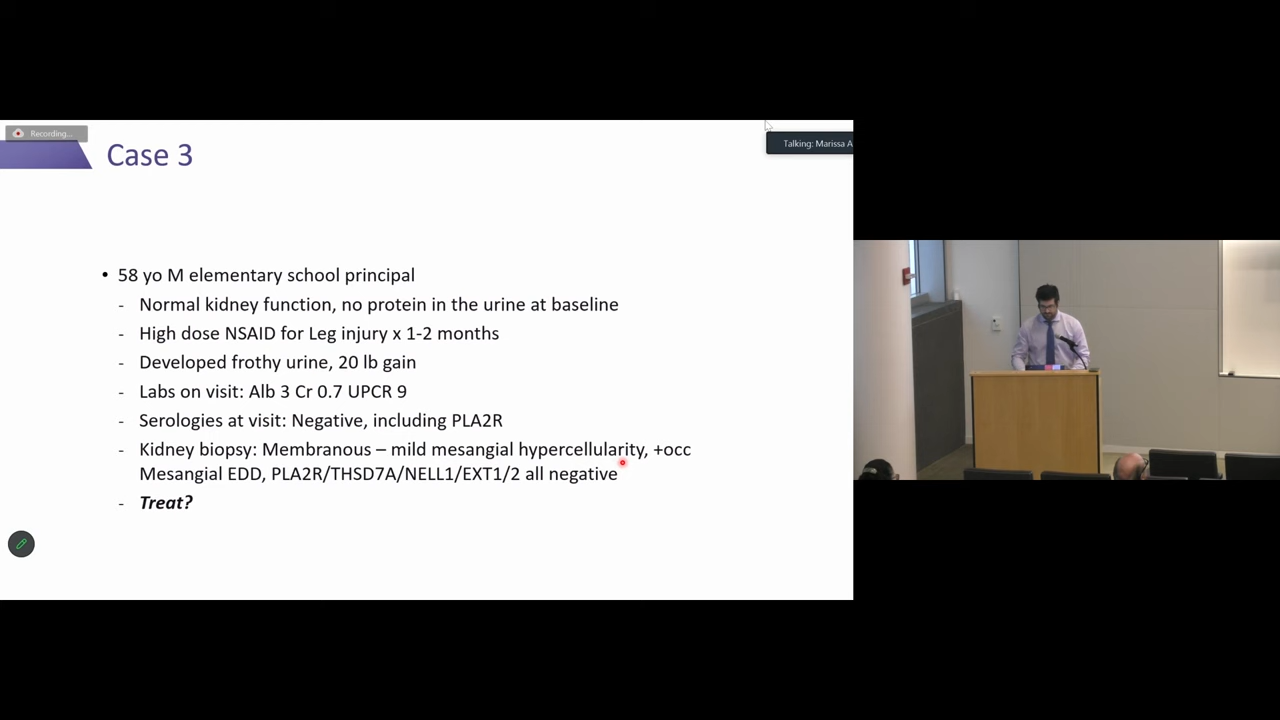 Recording...
Talking: Marissa A
Case 3
• 58 yo M elementary school principal
- Normal kidney function, no protein in the urine at baseline
- High dose NSAID for Leg injury x 1-2 months
- Developed frothy urine, 20 lb gain
- Labs on visit: Alb 3 Cr 0.7 UPCR 9
- Serologies at visit: Negative, including PLA2R
- Kidney biopsy: Membranous – mild mesangial hypercellularity, +occ
Mesangial EDD, PLA2R/THSD7A/NELL1/EXT1/2 all negative
- Treat?